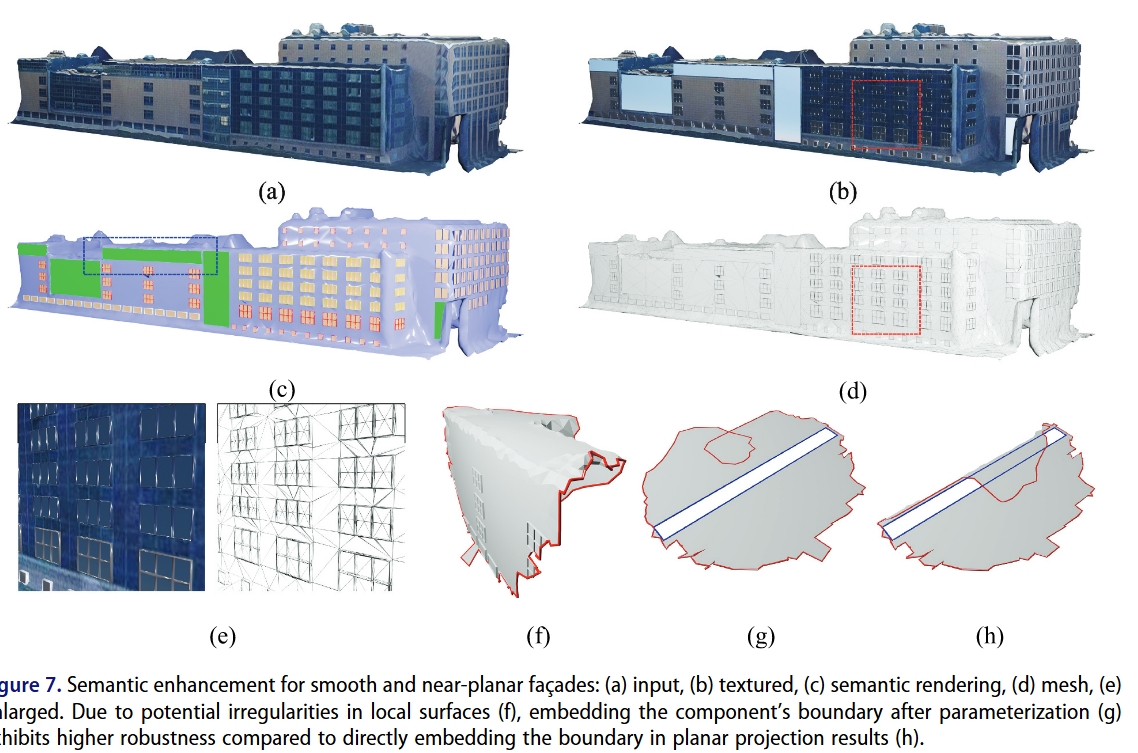 (a)
(b)
(c)
(d)
(e)
(f)
(g)
(h)
gure 7. Semantic enhancement for smooth and near-planar façades: (a) input, (b) textured, (c) semantic rendering, (d) mesh, (e)
nlarged. Due to potential irregularities in local surfaces (f), embedding the component’s boundary after parameterization (g)
xhibits higher robustness compared to directly embedding the boundary in planar projection results (h).